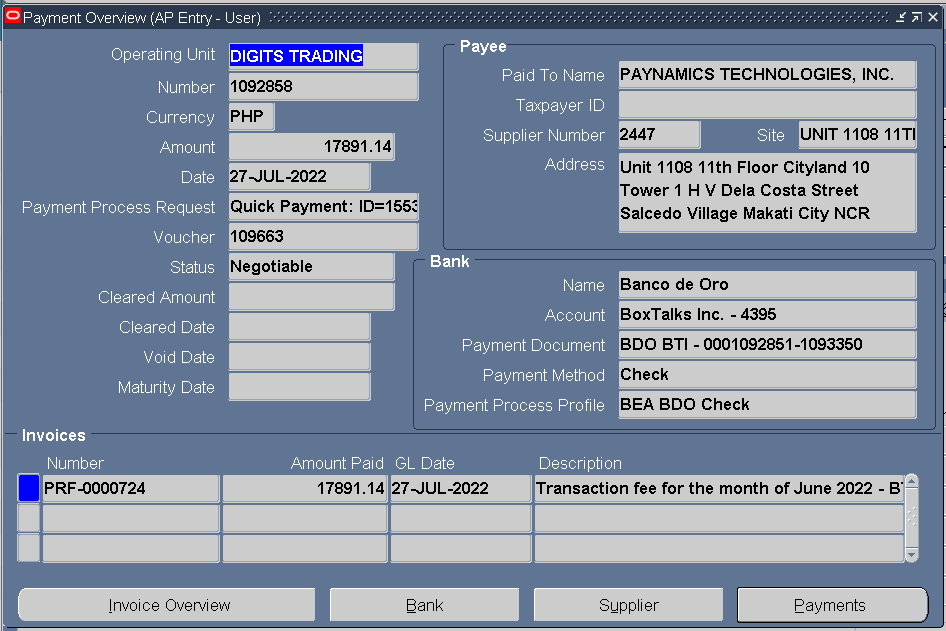 Payment Overview (AP Entry - User)
Operating Unit DIGITS TRADING
Number 1092858
Currency PHP
Amount 17891.14
Date 27-JUL-2022
Payment Process Request Quick Payment: ID=1553
Voucher 109663
Status Negotiable
Cleared Amount
Cleared Date
Void Date
Maturity Date
Payee
Paid To Name PAYNAMICS TECHNOLOGIES, INC.
Taxpayer ID
Supplier Number 2447 Site UNIT 1108 11TI
Address Unit 1108 11th Floor Cityland 10
Tower 1 H V Dela Costa Street
Salcedo Village Makati City NCR
Bank
Name Banco de Oro
Account BoxTalks Inc. - 4395
Payment Document BDO BTI - 0001092851-1093350
Payment Method Check
Payment Process Profile BEA BDO Check
Invoices
Number Amount Paid GL Date Description
PRF-0000724 17891.14 27-JUL-2022 Transaction fee for the month of June 2022 -
Invoice Overview Bank Supplier Payments